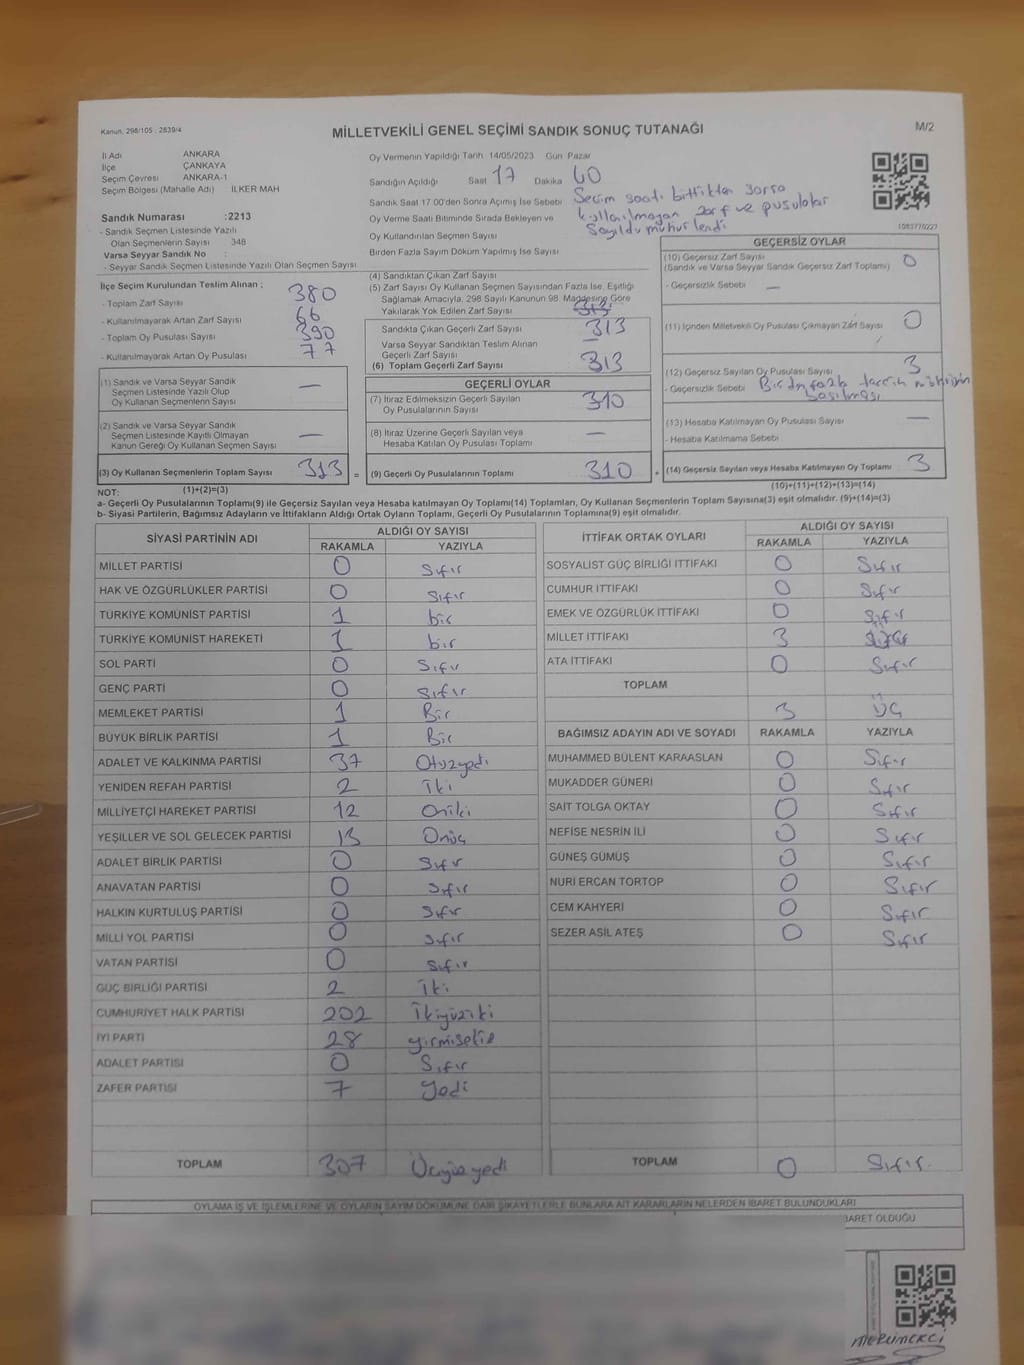 Kanun, 298/105 , 2839/4
MİLLETVEKİLİ GENEL SEÇİMİ SANDIK SONUÇ TUTANAĞI
M/2
İl Adı ANKARA
İlçe ÇANKAYA
Seçim Çevresi ANKARA-1
Seçim Bölgesi (Mahalle Adı) İLKER MAH
Sandık Numarası :2213
- Sandık Seçmen Listesinde Yazılı
Olan Seçmenlerin Sayısı : 348
Varsa Seyyar Sandık No :
- Seyyar Sandık Seçmen Listesinde Yazılı Olan Seçmen Sayısı
Oy Vermenin Yapıldığı Tarih 14/05/2023 Gün Pazar
Sandığın Açıldığı Saat 17 Dakika 40
Sandık Saat 17.00'den Sonra Açılmış İse Sebebi Seçim saati bittikten sonra
Oy Verme Saati Bitiminde Sırada Bekleyen ve kullanılmayan zarf ve pusulalar
Oy Kullandırılan Seçmen Sayısı sayıldı mühürlendi
Birden Fazla Sayım Döküm Yapılmış İse Sayısı
1083770227
İlçe Seçim Kurulundan Teslim Alınan ;
- Toplam Zarf Sayısı 380
- Kullanılmayarak Artan Zarf Sayısı 66
- Toplam Oy Pusulası Sayısı 390
- Kullanılmayarak Artan Oy Pusulası 77
(4) Sandıktan Çıkan Zarf Sayısı
(5) Zarf Sayısı Oy Kullanan Seçmen Sayısından Fazla İse, Eşitliği
Sağlamak Amacıyla, 298 Sayılı Kanunun 98. Maddesine Göre
Yakılarak Yok Edilen Zarf Sayısı 313
Sandıkta Çıkan Geçerli Zarf Sayısı 313
Varsa Seyyar Sandıktan Teslim Alınan
Geçerli Zarf Sayısı
(6) Toplam Geçerli Zarf Sayısı 313
GEÇERLİ OYLAR
(7) İtiraz Edilmeksizin Geçerli Sayılan
Oy Pusulalarının Sayısı 310
(8) İtiraz Üzerine Geçerli Sayılan veya
Hesaba Katılan Oy Pusulası Toplamı —
GEÇERSİZ OYLAR
(10) Geçersiz Zarf Sayısı
(Sandık ve Varsa Seyyar Sandık Geçersiz Zarf Toplamı) 0
- Geçersizlik Sebebi —
(11) İçinden Milletvekili Oy Pusulası Çıkmayan Zarf Sayısı 0
(12) Geçersiz Sayılan Oy Pusulası Sayısı 3
- Geçersizlik Sebebi Birden fazla tercih mührünün
basılması
(13) Hesaba Katılmayan Oy Pusulası Sayısı —
- Hesaba Katılmama Sebebi
(1) Sandık ve Varsa Seyyar Sandık
Seçmen Listesinde Yazılı Olup
Oy Kullanan Seçmenlerin Sayısı —
(2) Sandık ve Varsa Seyyar Sandık
Seçmen Listesinde Kayıtlı Olmayan
Kanun Gereği Oy Kullanan Seçmen Sayısı —
(3) Oy Kullanan Seçmenlerin Toplam Sayısı 313 = (9) Geçerli Oy Pusulalarının Toplamı 310 + (14) Geçersiz Sayılan veya Hesaba Katılmayan Oy Toplamı 3
NOT: (1)+(2)=(3) (10)+(11)+(12)+(13)=(14)
a- Geçerli Oy Pusulalarının Toplamı(9) ile Geçersiz Sayılan veya Hesaba katılmayan Oy Toplamı(14) Toplamları, Oy Kullanan Seçmenlerin Toplam Sayısına(3) eşit olmalıdır. (9)+(14)=(3)
b- Siyasi Partilerin, Bağımsız Adayların ve İttifakların Aldığı Ortak Oyların Toplamı, Geçerli Oy Pusulalarının Toplamına(9) eşit olmalıdır.
SİYASİ PARTİNİN ADI ALDIĞI OY SAYISI
RAKAMLA YAZIYLA
MİLLET PARTİSİ 0 Sıfır
HAK VE ÖZGÜRLÜKLER PARTİSİ 0 Sıfır
TÜRKİYE KOMÜNİST PARTİSİ 1 bir
TÜRKİYE KOMÜNİST HAREKETİ 1 bir
SOL PARTİ 0 Sıfır
GENÇ PARTİ 0 Sıfır
MEMLEKET PARTİSİ 1 Bir
BÜYÜK BİRLİK PARTİSİ 1 Bir
ADALET VE KALKINMA PARTİSİ 37 Otuzyedi
YENİDEN REFAH PARTİSİ 2 İki
MİLLİYETÇİ HAREKET PARTİSİ 12 Oniki
YEŞİLLER VE SOL GELECEK PARTİSİ 13 Onüç
ADALET BİRLİK PARTİSİ 0 Sıfır
ANAVATAN PARTİSİ 0 Sıfır
HALKIN KURTULUŞ PARTİSİ 0 Sıfır
MİLLİ YOL PARTİSİ 0 Sıfır
VATAN PARTİSİ 0 Sıfır
GÜÇ BİRLİĞİ PARTİSİ 2 İki
CUMHURİYET HALK PARTİSİ 202 İkiyüziki
İYİ PARTİ 28 yirmisekiz
ADALET PARTİSİ 0 Sıfır
ZAFER PARTİSİ 7 Yedi
TOPLAM 307 Üçyüzyedi
İTTİFAK ORTAK OYLARI ALDIĞI OY SAYISI
RAKAMLA YAZIYLA
SOSYALİST GÜÇ BİRLİĞİ İTTİFAKI 0 Sıfır
CUMHUR İTTİFAKI 0 Sıfır
EMEK VE ÖZGÜRLÜK İTTİFAKI 0 Sıfır
MİLLET İTTİFAKI 3
ATA İTTİFAKI 0 Sıfır
TOPLAM 3 Üç
BAĞIMSIZ ADAYIN ADI VE SOYADI RAKAMLA YAZIYLA
MUHAMMED BÜLENT KARAASLAN 0 Sıfır
MUKADDER GÜNERİ 0 Sıfır
SAİT TOLGA OKTAY 0 Sıfır
NEFİSE NESRİN İLİ 0 Sıfır
GÜNEŞ GÜMÜŞ 0 Sıfır
NURİ ERCAN TORTOP 0 Sıfır
CEM KAHYERİ 0 Sıfır
SEZER ASİL ATEŞ 0 Sıfır
TOPLAM 0 Sıfır
OYLAMA İŞ VE İŞLEMLERİNE VE OYLARIN SAYIM DÖKÜMÜNE DAİR ŞİKAYETLERLE BUNLARA AİT KARARLARIN NELERDEN İBARET BULUNDUKLARI
İBARET OLDUĞU